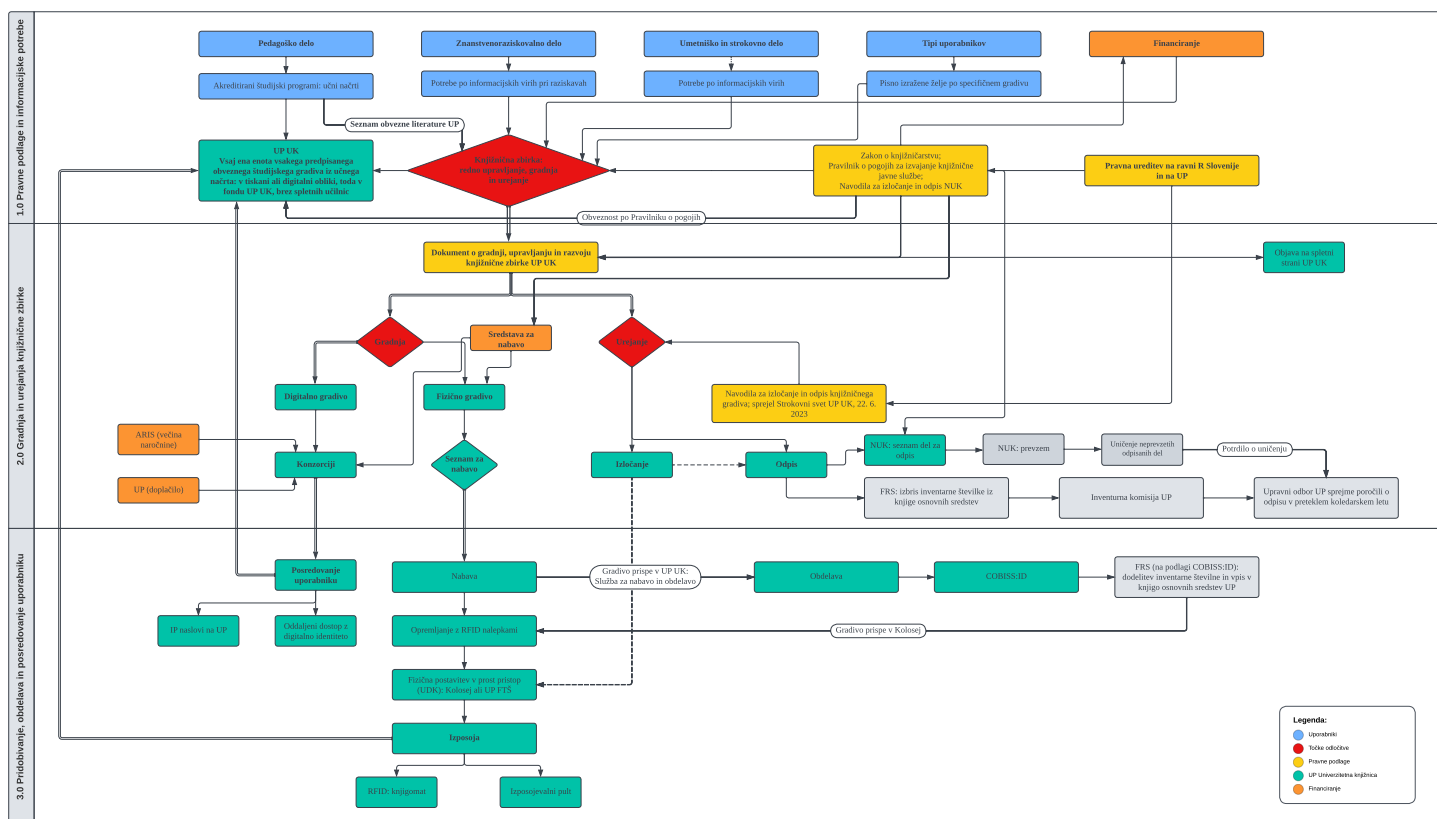 1.0 Pravne podlage in informacijske potrebe
Pedagoško delo
Znanstvenoraziskovalno delo
Umetniško in strokovno delo
Tipi uporabnikov
Financiranje
Akreditirani študijski programi: učni načrti
Potrebe po informacijskih virih pri raziskavah
Potrebe po informacijskih virih
Pisno izražene želje po specifičnem gradivu
Seznam obvezne literature UP
UP UK
Vsaj ena enota vsakega predpisanega
obveznega študijskega gradiva iz učnega
načrta: v tiskani ali digitalni obliki, toda v
fondu UP UK, brez spletnih učilnic
Knjižnična zbirka:
redno upravljanje, gradnja
in urejanje
Zakon o knjižničarstvu;
Pravilnik o pogojih za izvajanje knjižnične
javne službe;
Navodila za izločanje in odpis NUK
Pravna ureditev na ravni R Slovenije
in na UP
Obveznost po Pravilniku o pogojih
2.0 Gradnja in urejanja knjižnične zbirke
Dokument o gradnji, upravljanju in razvoju
knjižnične zbirke UP UK
Objava na spletni
strani UP UK
Gradnja
Sredstava za
nabavo
Urejanje
Digitalno gradivo
Fizično gradivo
Navodila za izločanje in odpis knjižničnega
gradiva; sprejel Strokovni svet UP UK, 22. 6.
2023
ARIS (večina
naročnine)
Konzorciji
UP (doplačilo)
Seznam za
nabavo
Izločanje
Odpis
NUK: seznam del za
odpis
NUK: prevzem
Uničenje neprevzetih
odpisanih del
Potrdilo o uničenju
FRS: izbris inventarne številke iz
knjige osnovnih sredstev
Inventurna komisija UP
Upravni odbor UP sprejme poročili o
odpisu v preteklem koledarskem letu
3.0 Pridobivanje, obdelava in posredovanje uporabniku
Posredovanje
uporabniku
Nabava
Gradivo prispe v UP UK:
Služba za nabavo in obdelavo
Obdelava
COBISS:ID
FRS (na podlagi COBISS:ID):
dodelitev inventarne številne in vpis v
knjigo osnovnih sredstev UP
IP naslovi na UP
Oddaljeni dostop z
digitalno identiteto
Opremljanje z RFID nalepkami
Gradivo prispe v Kolosej
Fizična postavitev v prost pristop
(UDK): Kolosej ali UP FTŠ
Izposoja
RFID: knjigomat
Izposojevalni pult
Legenda:
Uporabniki
Točke odločitve
Pravne podlage
UP Univerzitetna knjižnica
Financiranje